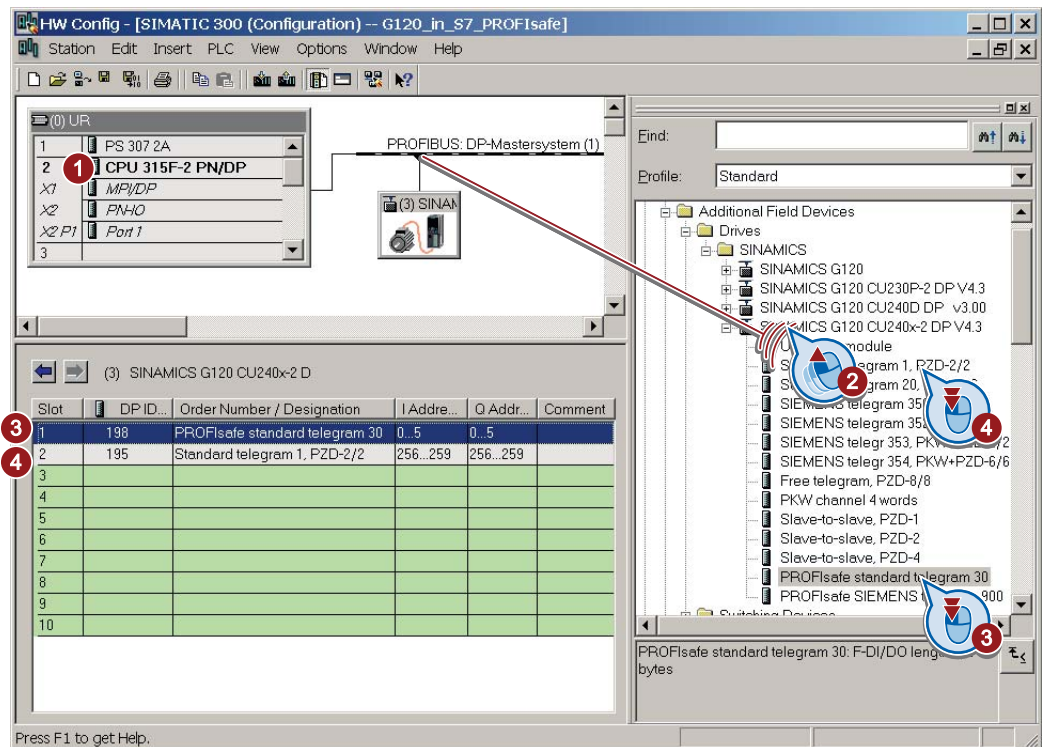 HW Config - [SIMATIC 300 (Configuration) -- G120_in_S7_PROFIsafe]
Station Edit Insert PLC View Options Window Help
(0) UR
1 PS 307 2A
2 1 CPU 315F-2 PN/DP
X1 MPI/DP
X2 PN-IO
X2 P1 Port 1
3
PROFIBUS: DP-Mastersystem (1)
(3) SINAM
(3) SINAMICS G120 CU240x-2 D
Slot DP ID... Order Number / Designation I Addre... Q Addr... Comment
3 1 198 PROFIsafe standard telegram 30 0...5 0...5
4 2 195 Standard telegram 1, PZD-2/2 256...259 256...259
3
4
5
6
7
8
9
10
Find:
Profile: Standard
Additional Field Devices
Drives
SINAMICS
SINAMICS G120
SINAMICS G120 CU230P-2 DP V4.3
SINAMICS G120 CU240D DP v3.00
SINAMICS G120 CU240x-2 DP V4.3
module
2
telegram 1, PZD-2/2
gram 20,
SIEMENS telegram
4
SIEMENS telegram
SIEMENS telegr 353,
SIEMENS telegr 354, PKW+PZD-6/6
Free telegram, PZD-8/8
PKW channel 4 words
Slave-to-slave, PZD-1
Slave-to-slave, PZD-2
Slave-to-slave, PZD-4
PROFIsafe standard telegram 30
PROFIsafe SIEMENS 900
3
PROFIsafe standard telegram 30: F-DI/DO
bytes
Press F1 to get Help.